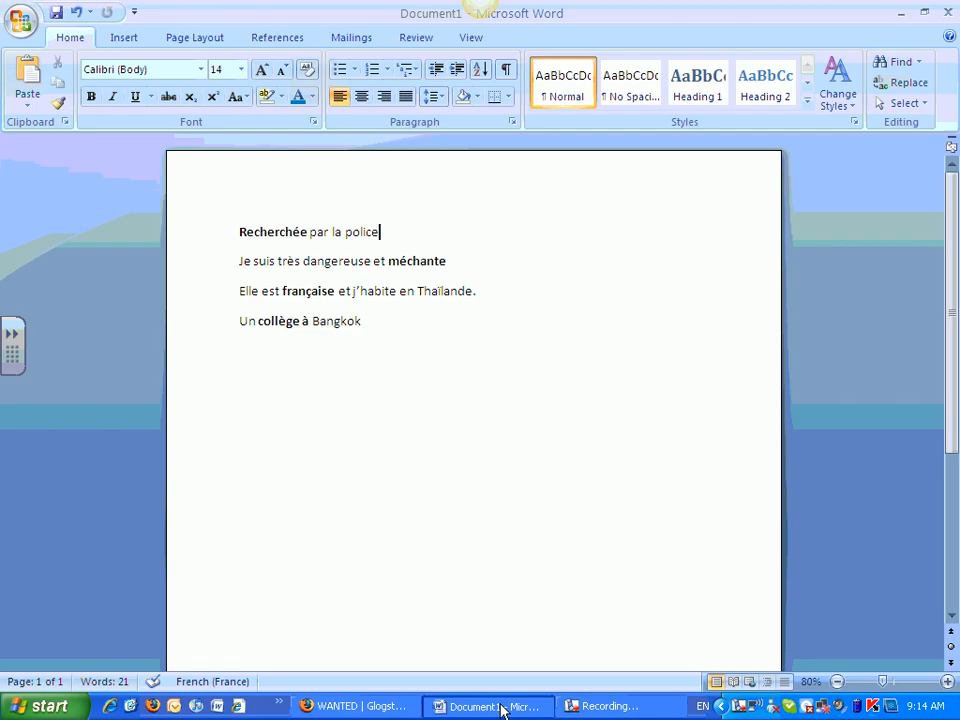 Document1 - Microsoft Word
Home Insert Page Layout References Mailings Review View
Calibri (Body) 14
AaBbCcDc AaBbCcDc AaBbC AaBbCc
¶ Normal ¶ No Spaci... Heading 1 Heading 2
Paste
Change Styles
Find
Replace
Select
Clipboard Font Paragraph Styles Editing
Recherchée par la police
Je suis très dangereuse et méchante
Elle est française et j'habite en Thaïlande.
Un collège à Bangkok
Page: 1 of 1 Words: 21 French (France) 80%
start WANTED | Glogst... Document1 - Micr... Recording... EN 9:14 AM